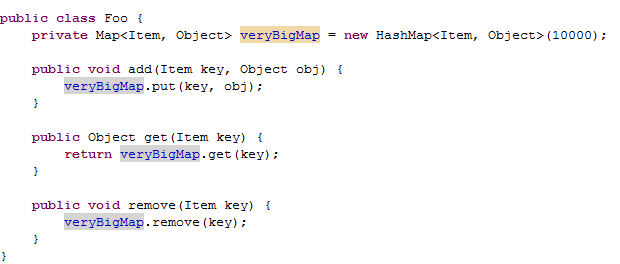 public class Foo {
    private Map<Item, Object> veryBigMap = new HashMap<Item, Object>(10000);
    public void add(Item key, Object obj) {
        veryBigMap.put(key, obj);
    }
    public Object get(Item key) {
        return veryBigMap.get(key);
    }
    public void remove(Item key) {
        veryBigMap.remove(key);
    }
}